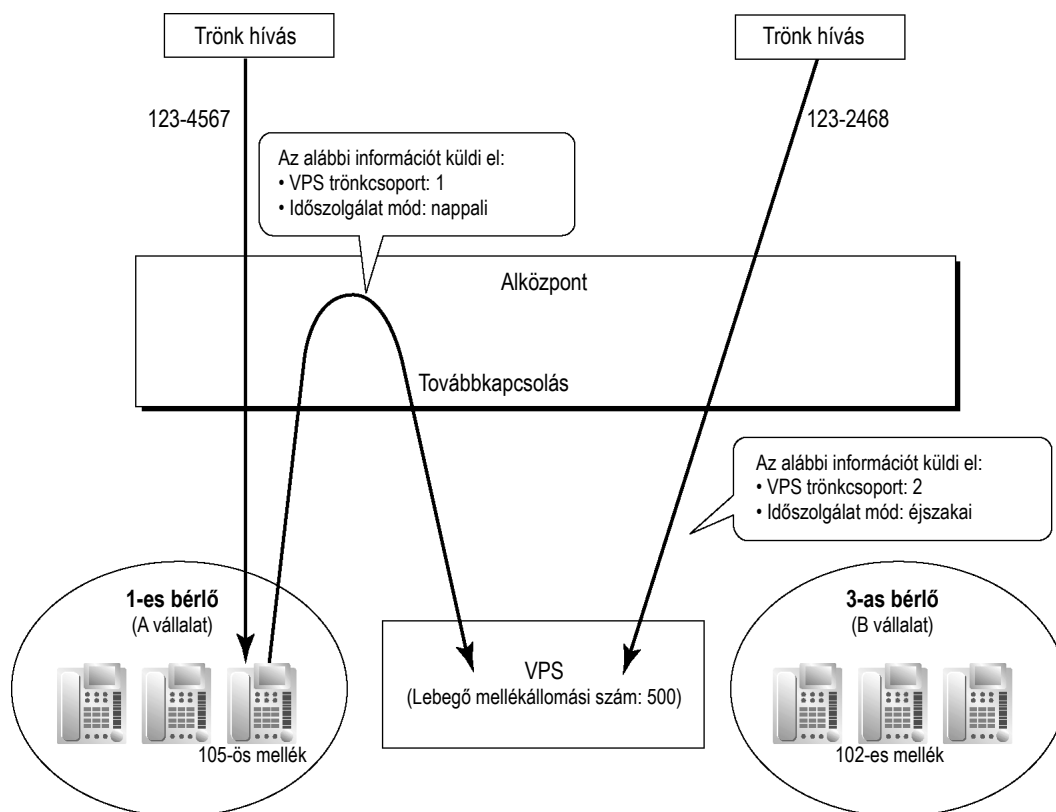 Trönk hívás
Trönk hívás
123-4567
123-2468
Az alábbi információt küldi el:
• VPS trönkcsoport: 1
• Időszolgálat mód: nappali
Alközpont
Továbbkapcsolás
Az alábbi információt küldi el:
• VPS trönkcsoport: 2
• Időszolgálat mód: éjszakai
1-es bérlő
(A vállalat)
105-ös mellék
VPS
(Lebegő mellékállomási szám: 500)
3-as bérlő
(B vállalat)
102-es mellék